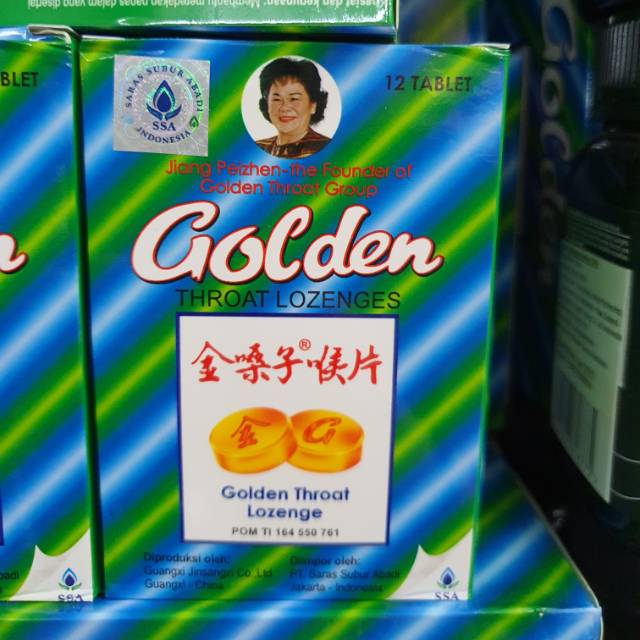 BLET
SARAS SUBUR ABADI
SSA
INDONESIA
12 TABLET
Jiang Peizhen-the Founder of
Golden Throat Group
Golden
THROAT LOZENGES
金嗓子®喉片
金 G
Golden Throat
Lozenge
POM TI 164 550 761
Diproduksi oleh:
Guangxi Jinsangzi Co.,Ltd
Guangxi - China
Diimpor oleh:
PT. Saras Subur Abadi
Jakarta - Indonesia
SSA
SSA